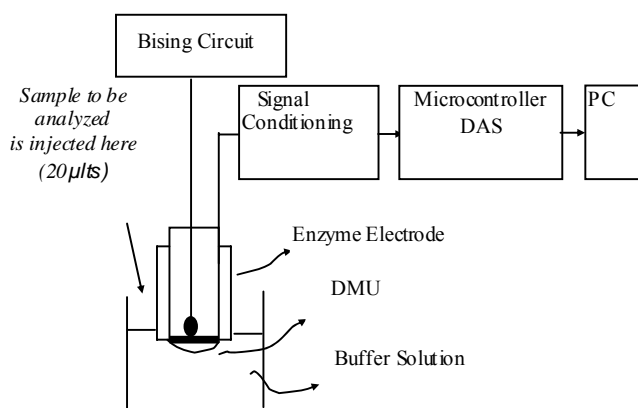 Bising Circuit
Sample to be
analyzed
is injected here
(20µlts)
Signal
Conditioning
Microcontroller
DAS
PC
Enzyme Electrode
DMU
Buffer Solution